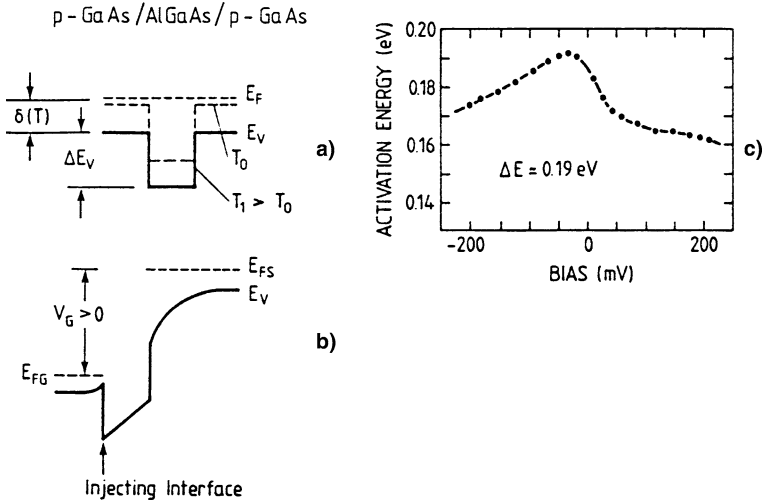 p - GaAs / AlGaAs / p - GaAs
E_F
δ(T)
E_V
ΔE_V
T_0
T_1 > T_0
a)
E_FS
E_V
V_G > 0
E_FG
b)
Injecting Interface
ACTIVATION ENERGY (eV)
0.20
0.18
0.16
0.14
ΔE = 0.19 eV
-200
0
200
BIAS (mV)
c)